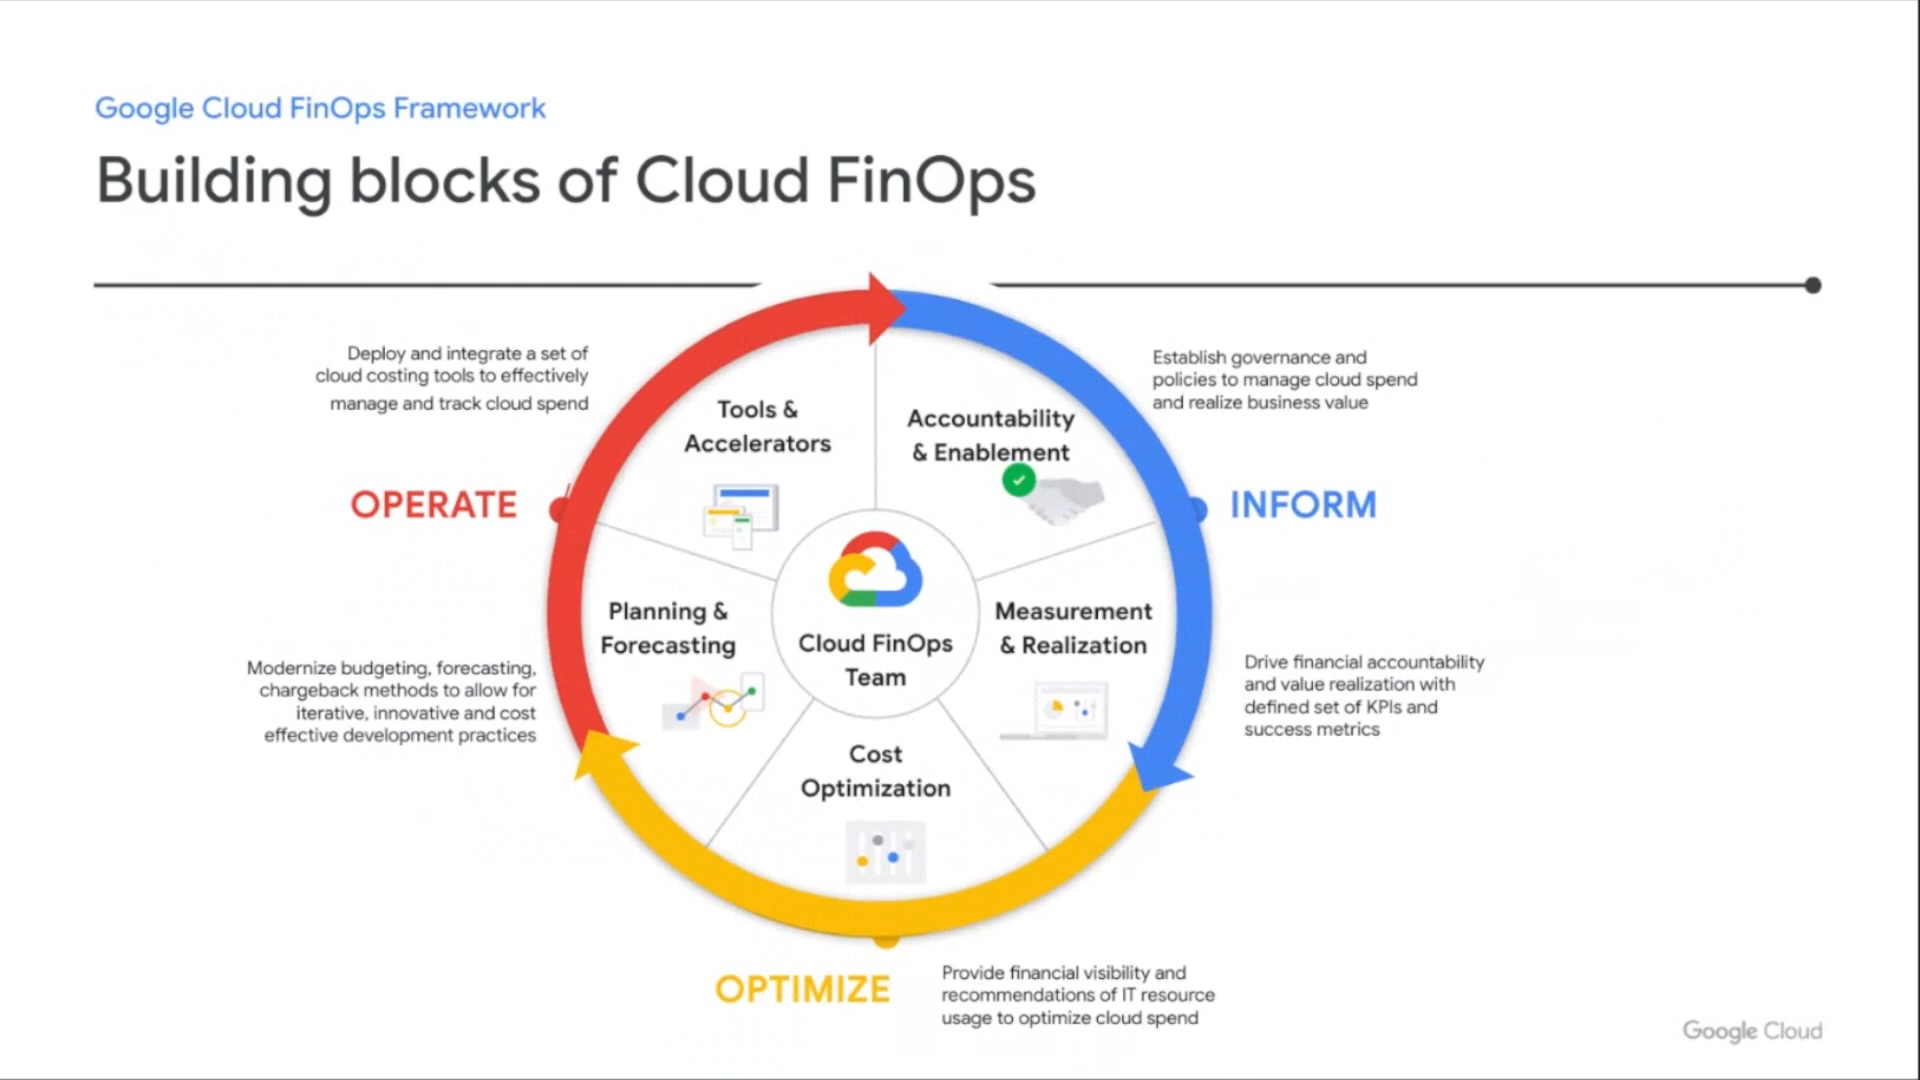 Google Cloud FinOps Framework
Building blocks of Cloud FinOps
Deploy and integrate a set of
cloud costing tools to effectively
manage and track cloud spend
Tools &
Accelerators
Accountability
& Enablement
Establish governance and
policies to manage cloud spend
and realize business value
OPERATE
INFORM
Planning &
Forecasting
Cloud FinOps
Team
Measurement
& Realization
Modernize budgeting, forecasting,
chargeback methods to allow for
iterative, innovative and cost
effective development practices
Drive financial accountability
and value realization with
defined set of KPIs and
success metrics
Cost
Optimization
OPTIMIZE
Provide financial visibility and
recommendations of IT resource
usage to optimize cloud spend
Google Cloud